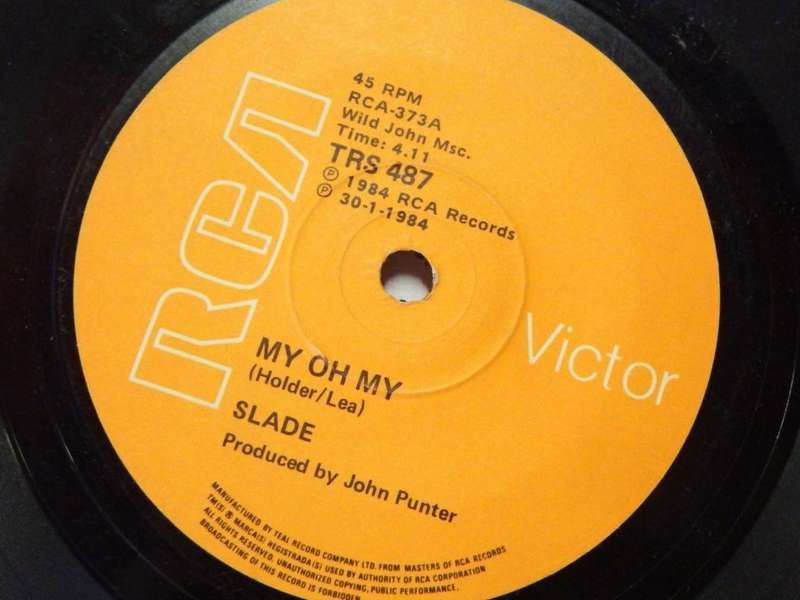 RCA
45 RPM
RCA-373A
Wild John Msc.
Time: 4.11
TRS 487
℗ 1984 RCA Records
℗ 30-1-1984
Victor
MY OH MY
(Holder/Lea)
SLADE
Produced by John Punter
MANUFACTURED BY TEAL RECORD COMPANY LTD. FROM MASTERS OF RCA RECORDS
TM(S) ® MARCA(S) REGISTRADA(S) USED BY AUTHORITY OF RCA CORPORATION
ALL RIGHTS RESERVED. UNAUTHORIZED COPYING, PUBLIC PERFORMANCE,
BROADCASTING OF THIS RECORD IS FORBIDDEN.